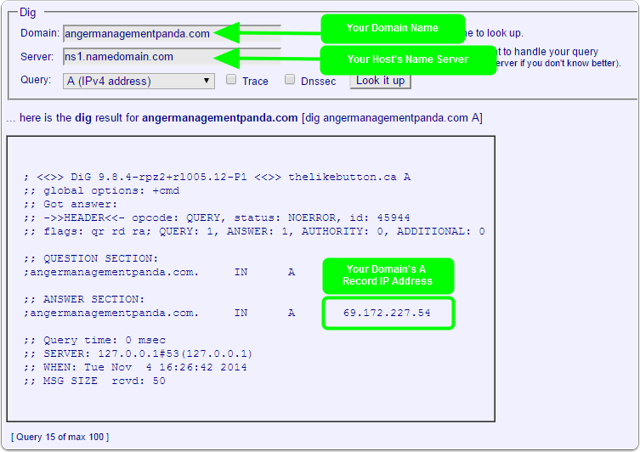 Dig
Domain: angermanagementpanda.com Your Domain Name e to look up.
Server: ns1.namedomain.com Your Host's Name Server t to handle your query
erver if you don't know better).
Query: A (IPv4 address) Trace Dnssec Look it up
... here is the dig result for angermanagementpanda.com [dig angermanagementpanda.com A]
; <<>> DiG 9.8.4-rpz2+rl005.12-P1 <<>> thelikebutton.ca A
;; global options: +cmd
;; Got answer:
;; ->>HEADER<<- opcode: QUERY, status: NOERROR, id: 45944
;; flags: qr rd ra; QUERY: 1, ANSWER: 1, AUTHORITY: 0, ADDITIONAL: 0
;; QUESTION SECTION:
;angermanagementpanda.com. IN A
Your Domain's A
Record IP Address
;; ANSWER SECTION:
;angermanagementpanda.com. IN A 69.172.227.54
;; Query time: 0 msec
;; SERVER: 127.0.0.1#53(127.0.0.1)
;; WHEN: Tue Nov 4 16:26:42 2014
;; MSG SIZE rcvd: 50
[ Query 15 of max 100 ]